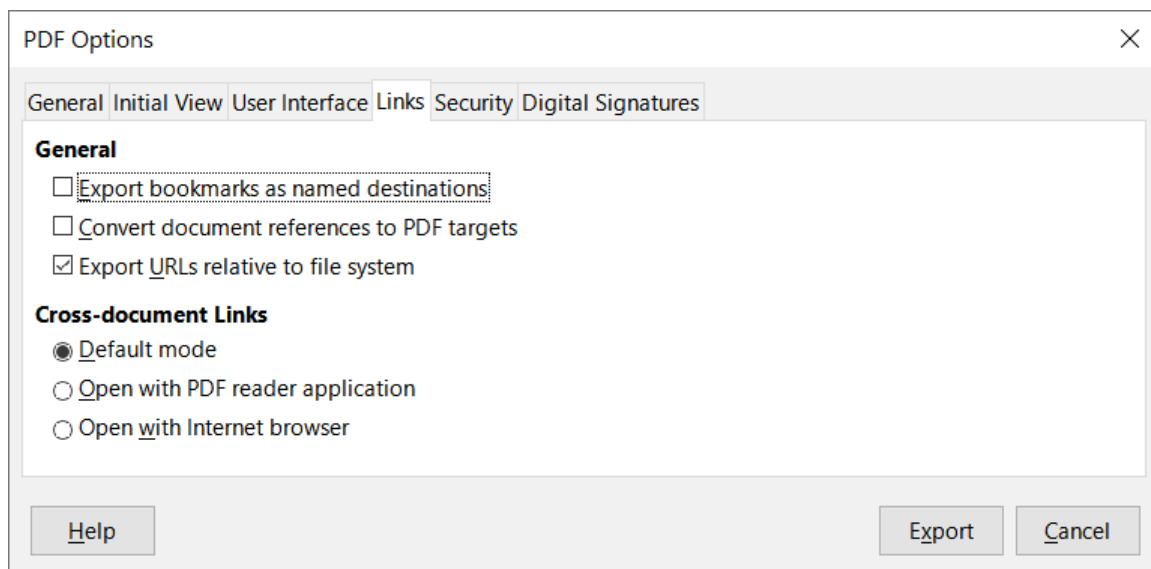 PDF Options
General Initial View User Interface Links Security Digital Signatures
General
Export bookmarks as named destinations
Convert document references to PDF targets
Export URLs relative to file system
Cross-document Links
Default mode
Open with PDF reader application
Open with Internet browser
Help Export Cancel